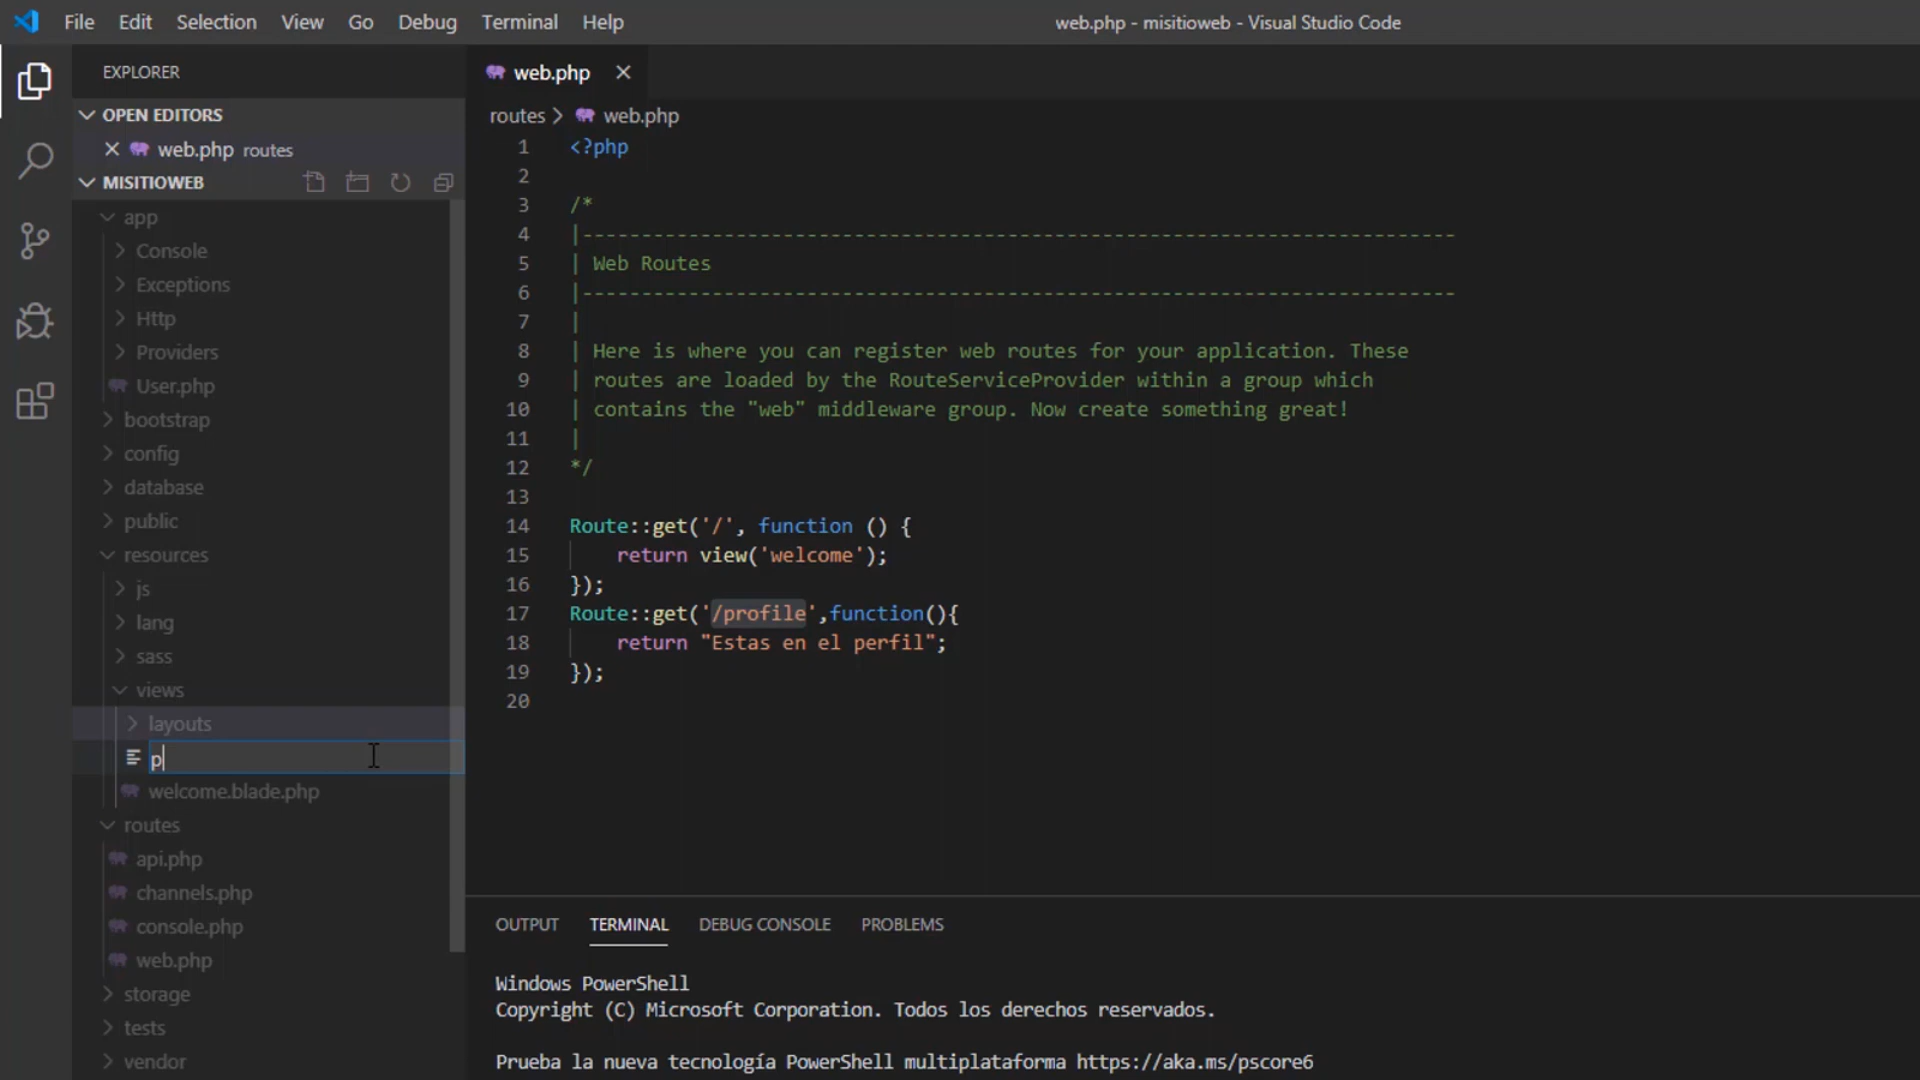 File Edit Selection View Go Debug Terminal Help
web.php - misitioweb - Visual Studio Code
EXPLORER
OPEN EDITORS
web.php routes
MISITIOWEB
app
Console
Exceptions
Http
Providers
User.php
bootstrap
config
database
public
resources
js
lang
sass
views
layouts
p
welcome.blade.php
routes
api.php
channels.php
console.php
web.php
storage
tests
vendor
web.php
routes > web.php
1 <?php
2
3 /*
4 |--------------------------------------------------------------------------
5 | Web Routes
6 |--------------------------------------------------------------------------
7 |
8 | Here is where you can register web routes for your application. These
9 | routes are loaded by the RouteServiceProvider within a group which
10 | contains the "web" middleware group. Now create something great!
11 |
12 */
13
14 Route::get('/', function () {
15 return view('welcome');
16 });
17 Route::get('/profile',function(){
18 return "Estas en el perfil";
19 });
20
OUTPUT TERMINAL DEBUG CONSOLE PROBLEMS
Windows PowerShell
Copyright (C) Microsoft Corporation. Todos los derechos reservados.
Prueba la nueva tecnología PowerShell multiplataforma https://aka.ms/pscore6